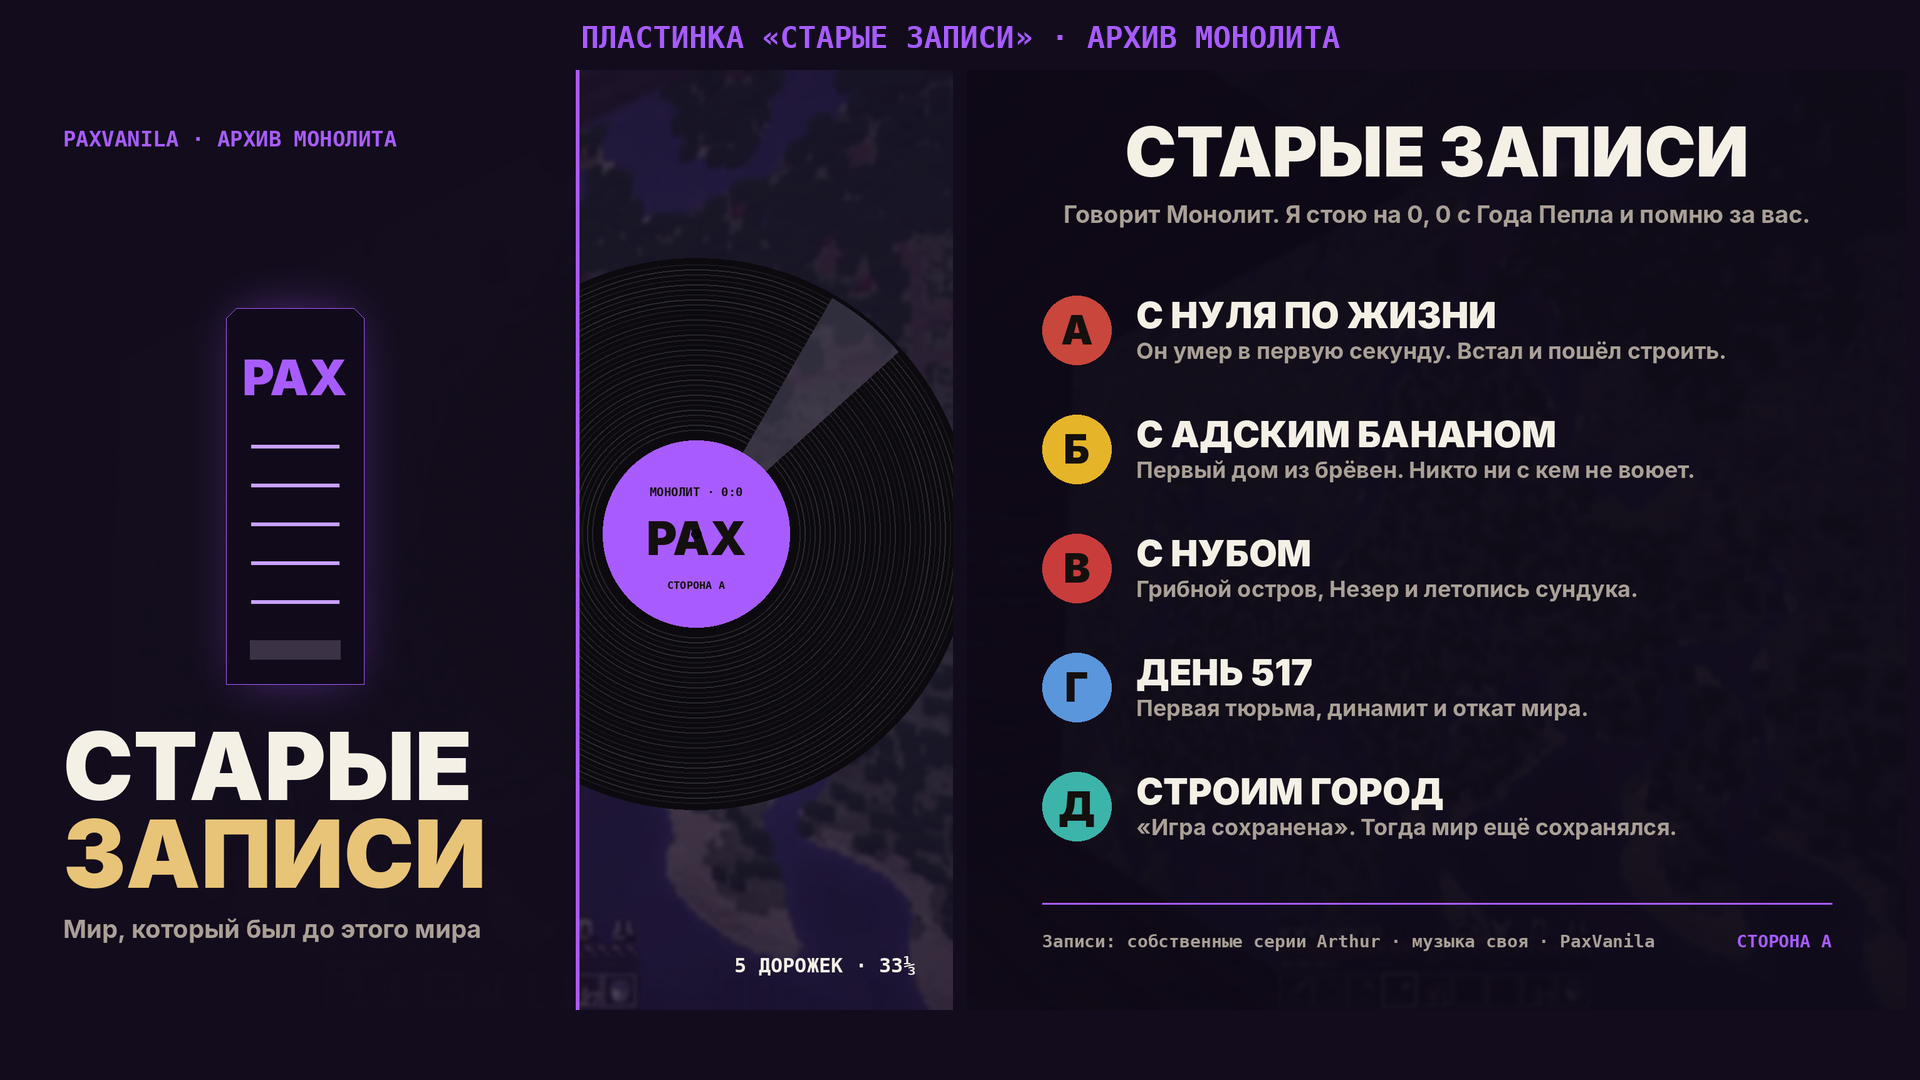 ПЛАСТИНКА «СТАРЫЕ ЗАПИСИ» · АРХИВ МОНОЛИТА
PAXVANILA · АРХИВ МОНОЛИТА
PAX
СТАРЫЕ
ЗАПИСИ
Мир, который был до этого мира
МОНОЛИТ · 0:0
PAX
СТОРОНА А
5 ДОРОЖЕК · 33⅓
СТАРЫЕ ЗАПИСИ
Говорит Монолит. Я стою на 0, 0 с Года Пепла и помню за вас.
А
С НУЛЯ ПО ЖИЗНИ
Он умер в первую секунду. Встал и пошёл строить.
Б
С АДСКИМ БАНАНОМ
Первый дом из брёвен. Никто ни с кем не воюет.
В
С НУБОМ
Грибной остров, Незер и летопись сундука.
Г
ДЕНЬ 517
Первая тюрьма, динамит и откат мира.
Д
СТРОИМ ГОРОД
«Игра сохранена». Тогда мир ещё сохранялся.
Записи: собственные серии Arthur · музыка своя · PaxVanila
СТОРОНА А